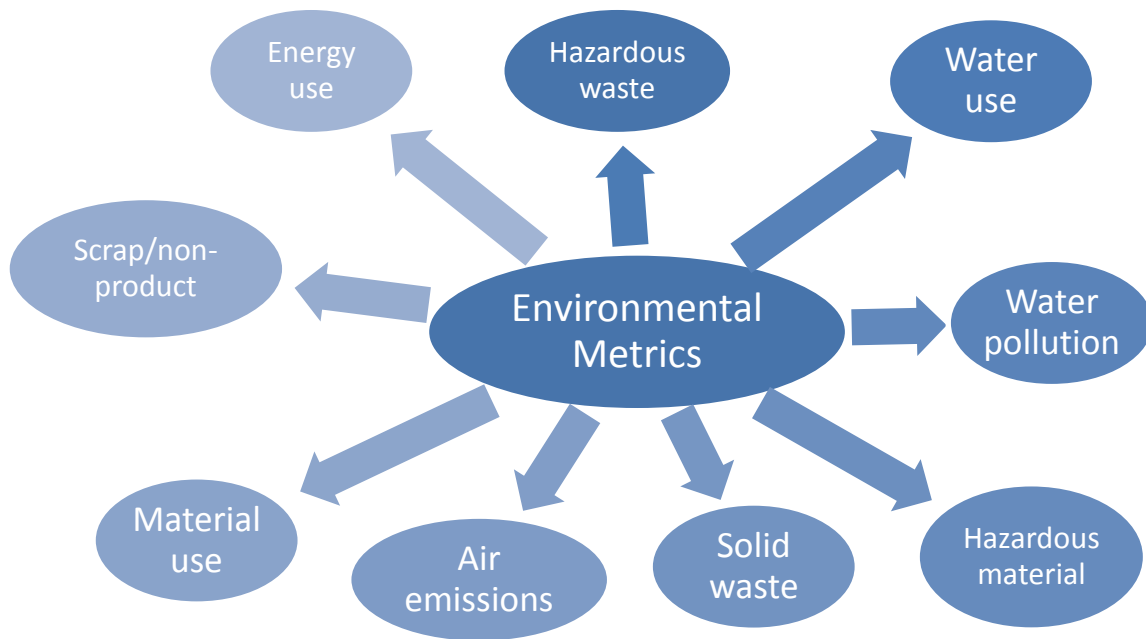 Energy
use
Hazardous
waste
Water
use
Scrap/non-
product
Environmental
Metrics
Water
pollution
Material
use
Air
emissions
Solid
waste
Hazardous
material